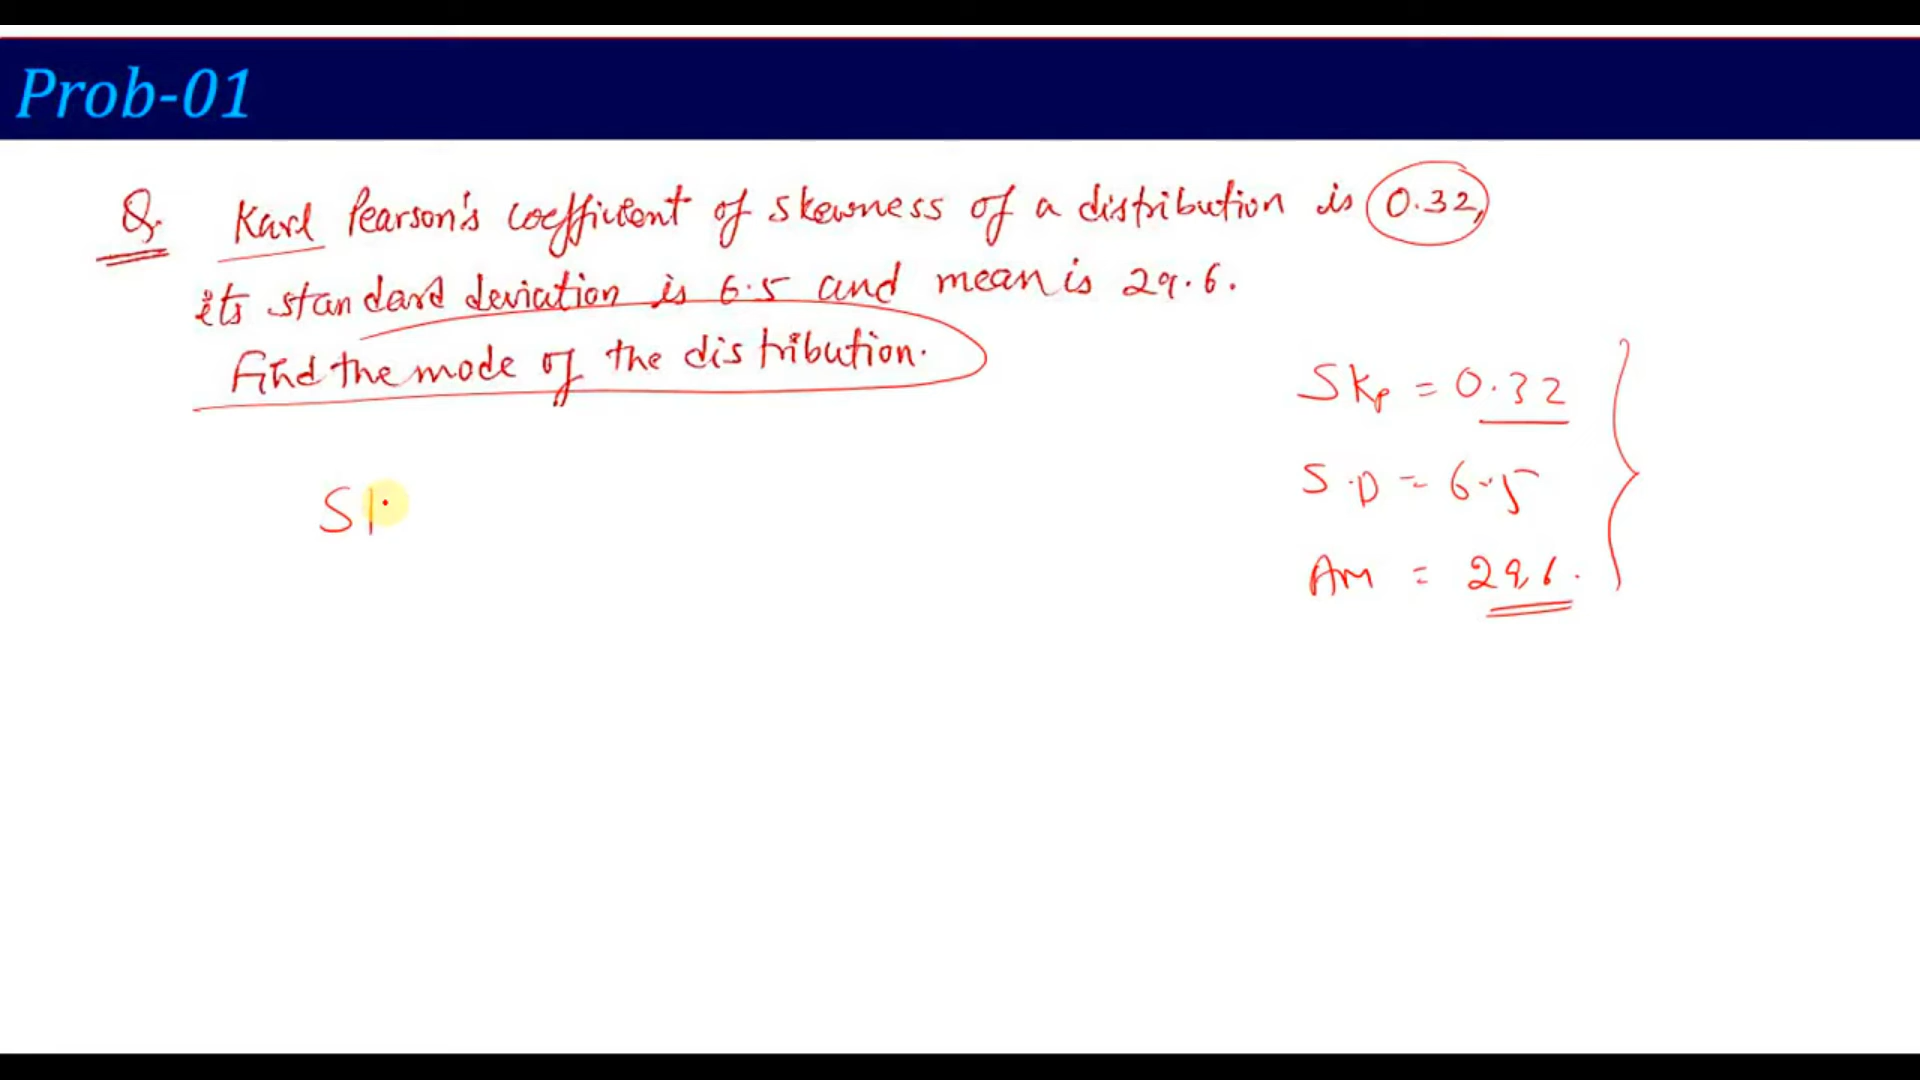 Prob-01
Q. Karl Pearson's coefficient of skewness of a distribution is 0.32,
its standard deviation is 6.5 and mean is 29.6.
Find the mode of the distribution.
SKp = 0.32
S.D = 6.5
AM = 29.6.
S